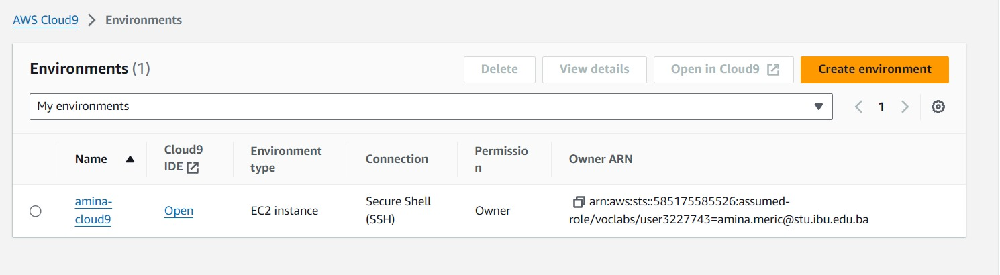 AWS Cloud9 > Environments
Environments (1)
Delete
View details
Open in Cloud9
Create environment
My environments
1
Name
Cloud9
IDE
Environment
type
Connection
Permissio
n
Owner ARN
amina-
cloud9
Open
EC2 instance
Secure Shell
(SSH)
Owner
arn:aws:sts::585175585526:assumed-
role/voclabs/user3227743=amina.meric@stu.ibu.edu.ba